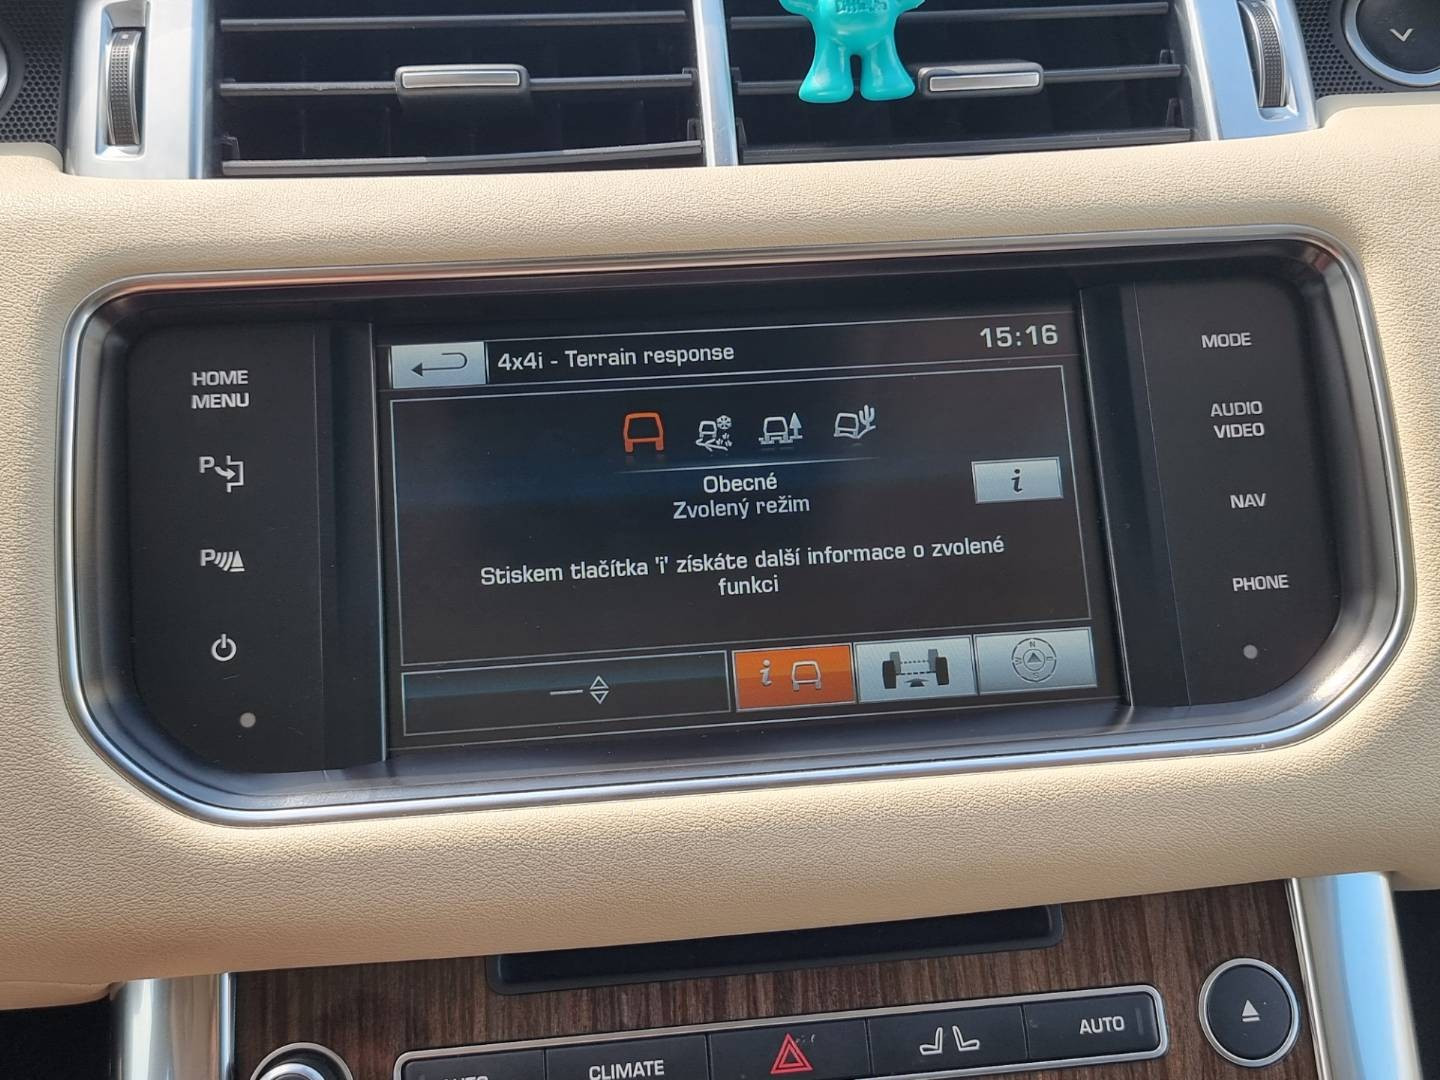 HOME
MENU
P
P
4x4i - Terrain response
15:16
Obecné
Zvolený režim
i
Stiskem tlačítka 'i' získáte další informace o zvolené
funkci
i
MODE
AUDIO
VIDEO
NAV
PHONE
CLIMATE
AUTO